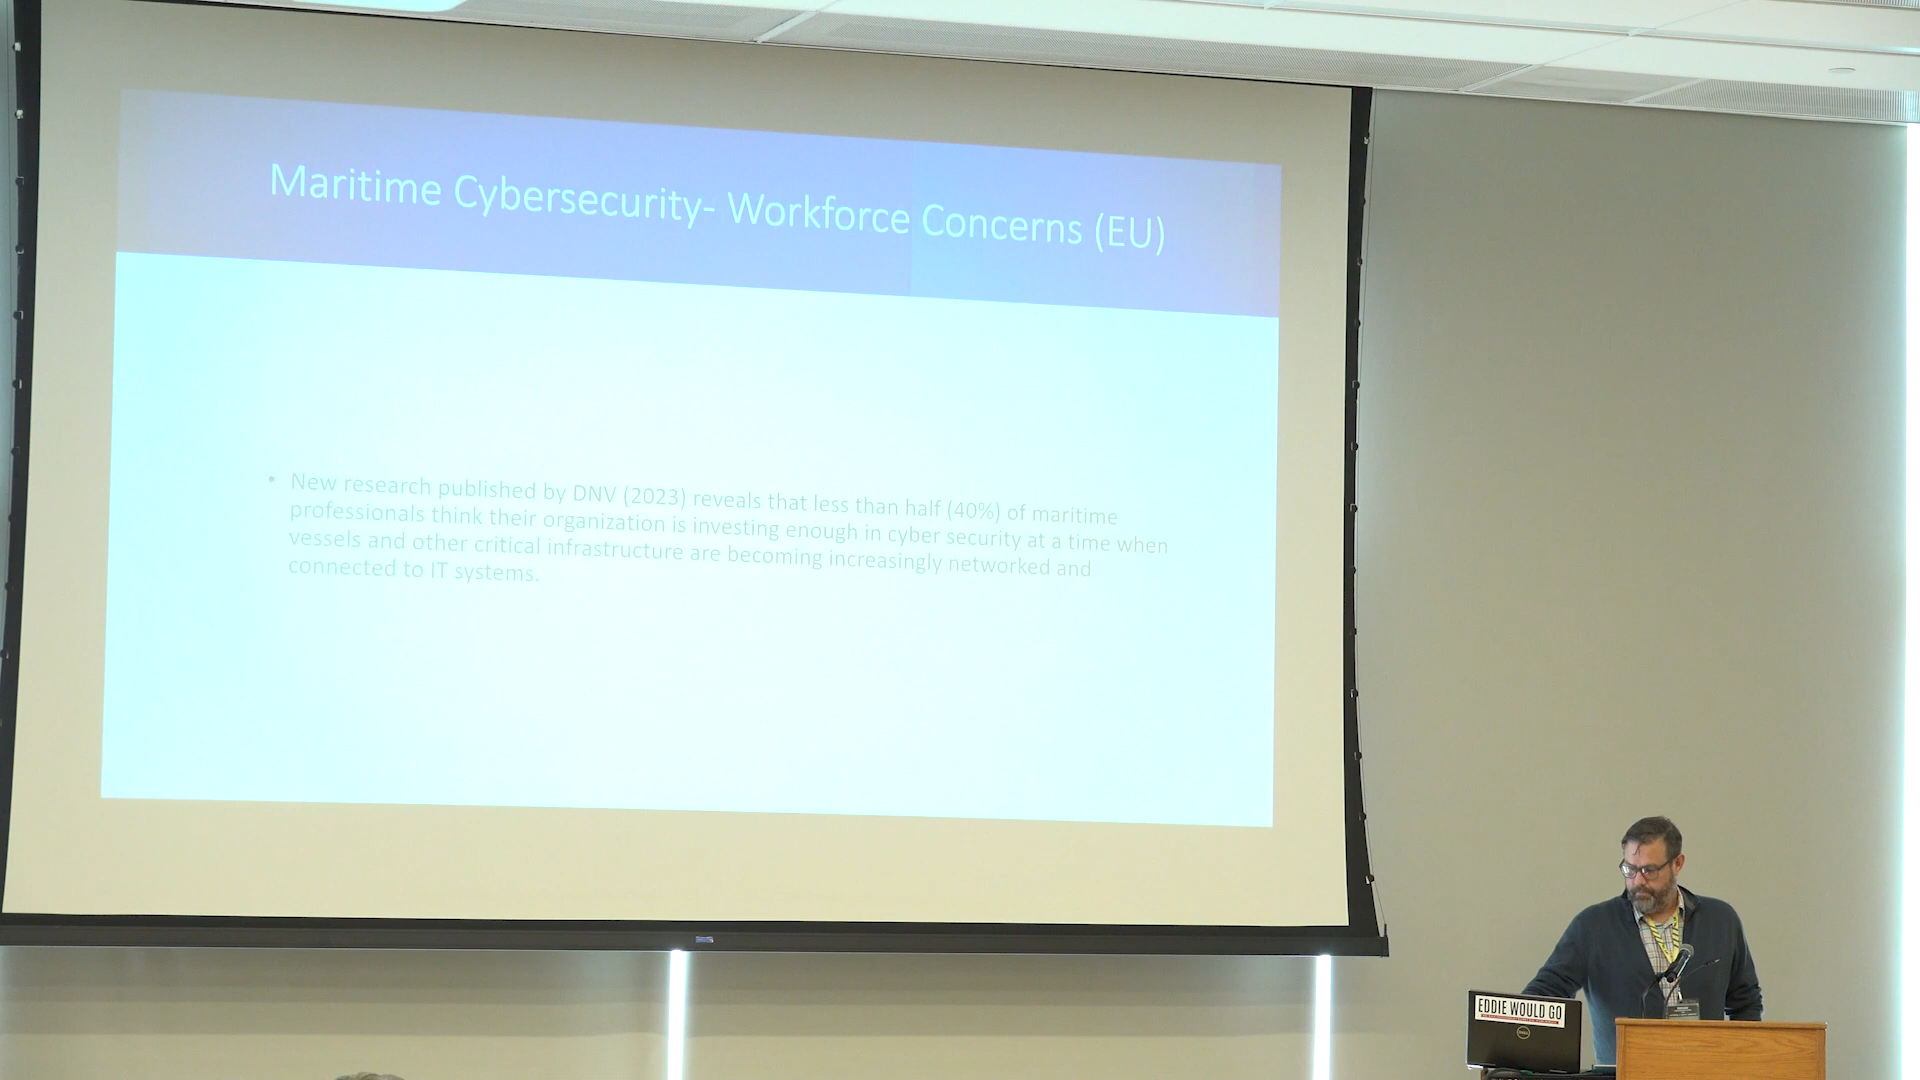 Maritime Cybersecurity- Workforce Concerns (EU)
• New research published by DNV (2023) reveals that less than half (40%) of maritime
professionals think their organization is investing enough in cyber security at a time when
vessels and other critical infrastructure are becoming increasingly networked and
connected to IT systems.
EDDIE WOULD GO
DELL